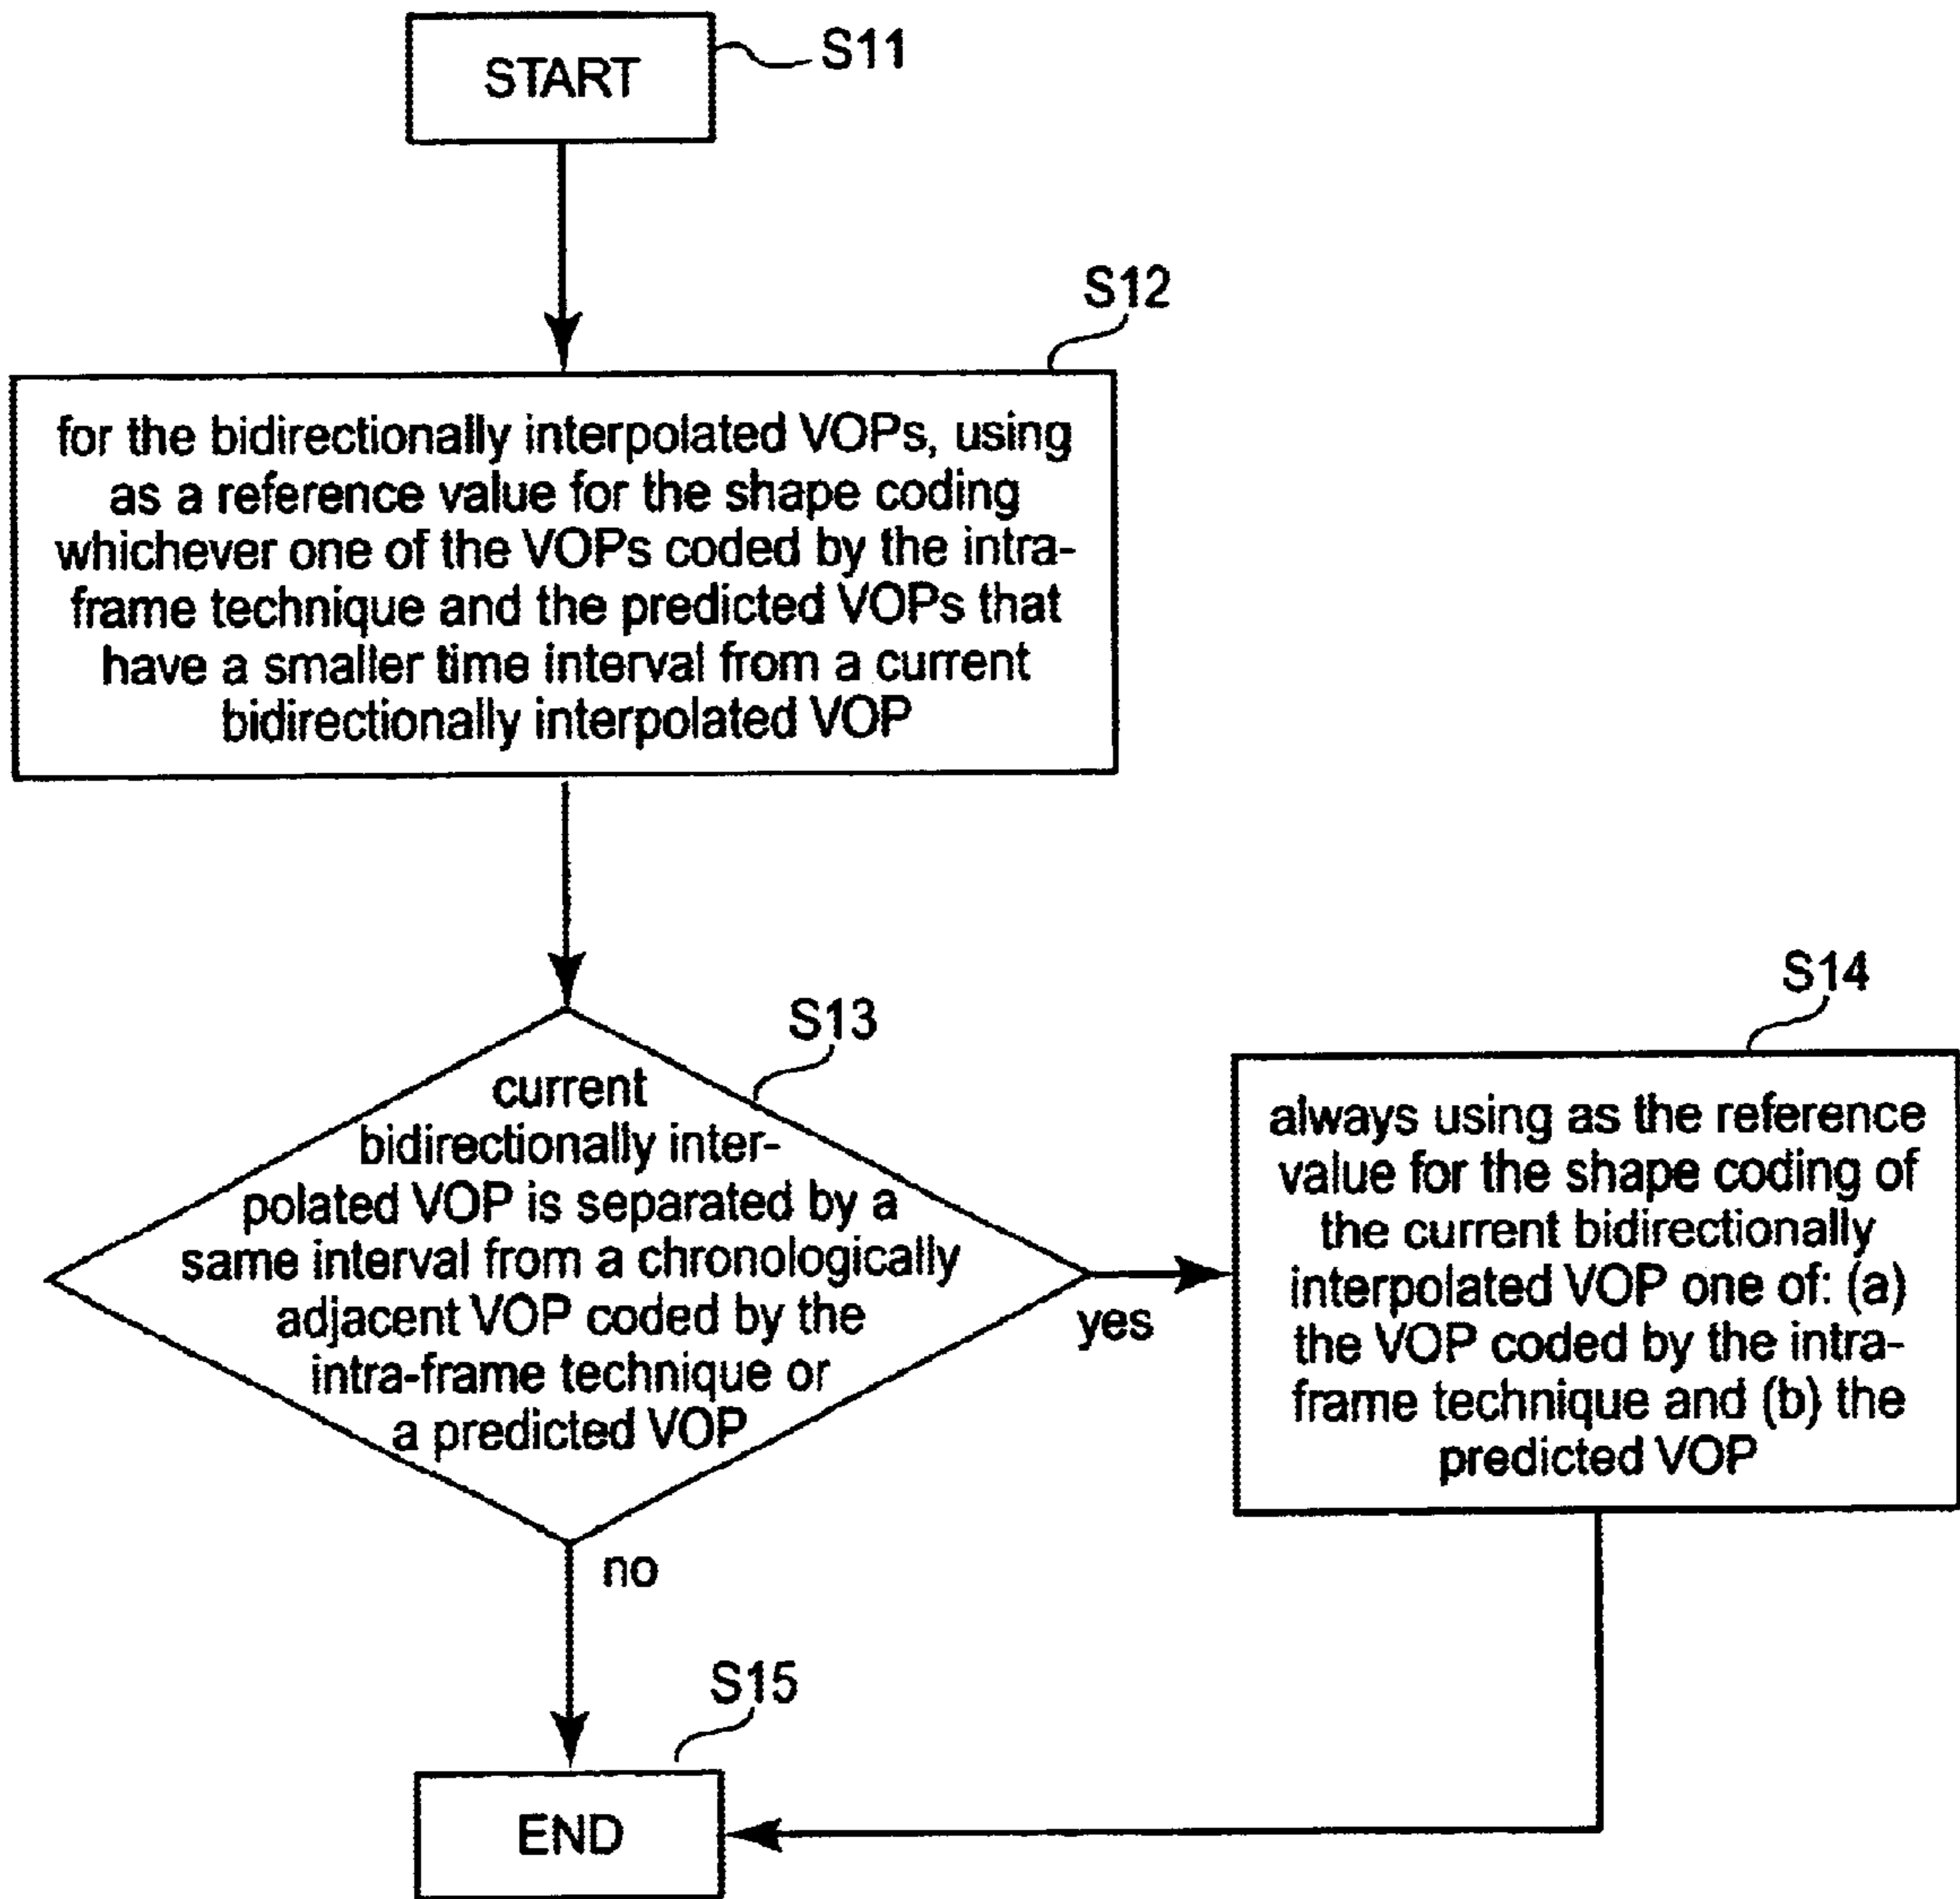 START
S11
S12
for the bidirectionally interpolated VOPs, using
as a reference value for the shape coding
whichever one of the VOPs coded by the intra-
frame technique and the predicted VOPs that
have a smaller time interval from a current
bidirectionally interpolated VOP
S13
current
bidirectionally inter-
polated VOP is separated by a
same interval from a chronologically
adjacent VOP coded by the
intra-frame technique or
a predicted VOP
yes
no
S14
always using as the reference
value for the shape coding of
the current bidirectionally
interpolated VOP one of: (a)
the VOP coded by the intra-
frame technique and (b) the
predicted VOP
S15
END